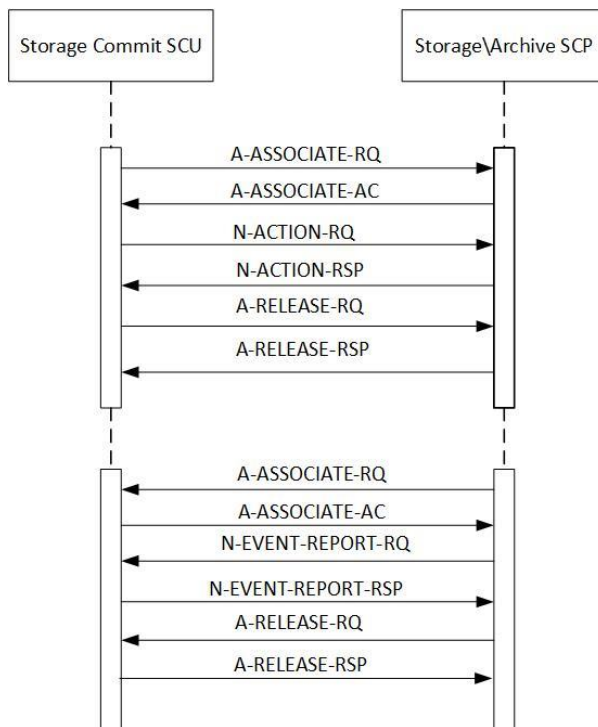 Storage Commit SCU
Storage\Archive SCP
A-ASSOCIATE-RQ
A-ASSOCIATE-AC
N-ACTION-RQ
N-ACTION-RSP
A-RELEASE-RQ
A-RELEASE-RSP
A-ASSOCIATE-RQ
A-ASSOCIATE-AC
N-EVENT-REPORT-RQ
N-EVENT-REPORT-RSP
A-RELEASE-RQ
A-RELEASE-RSP